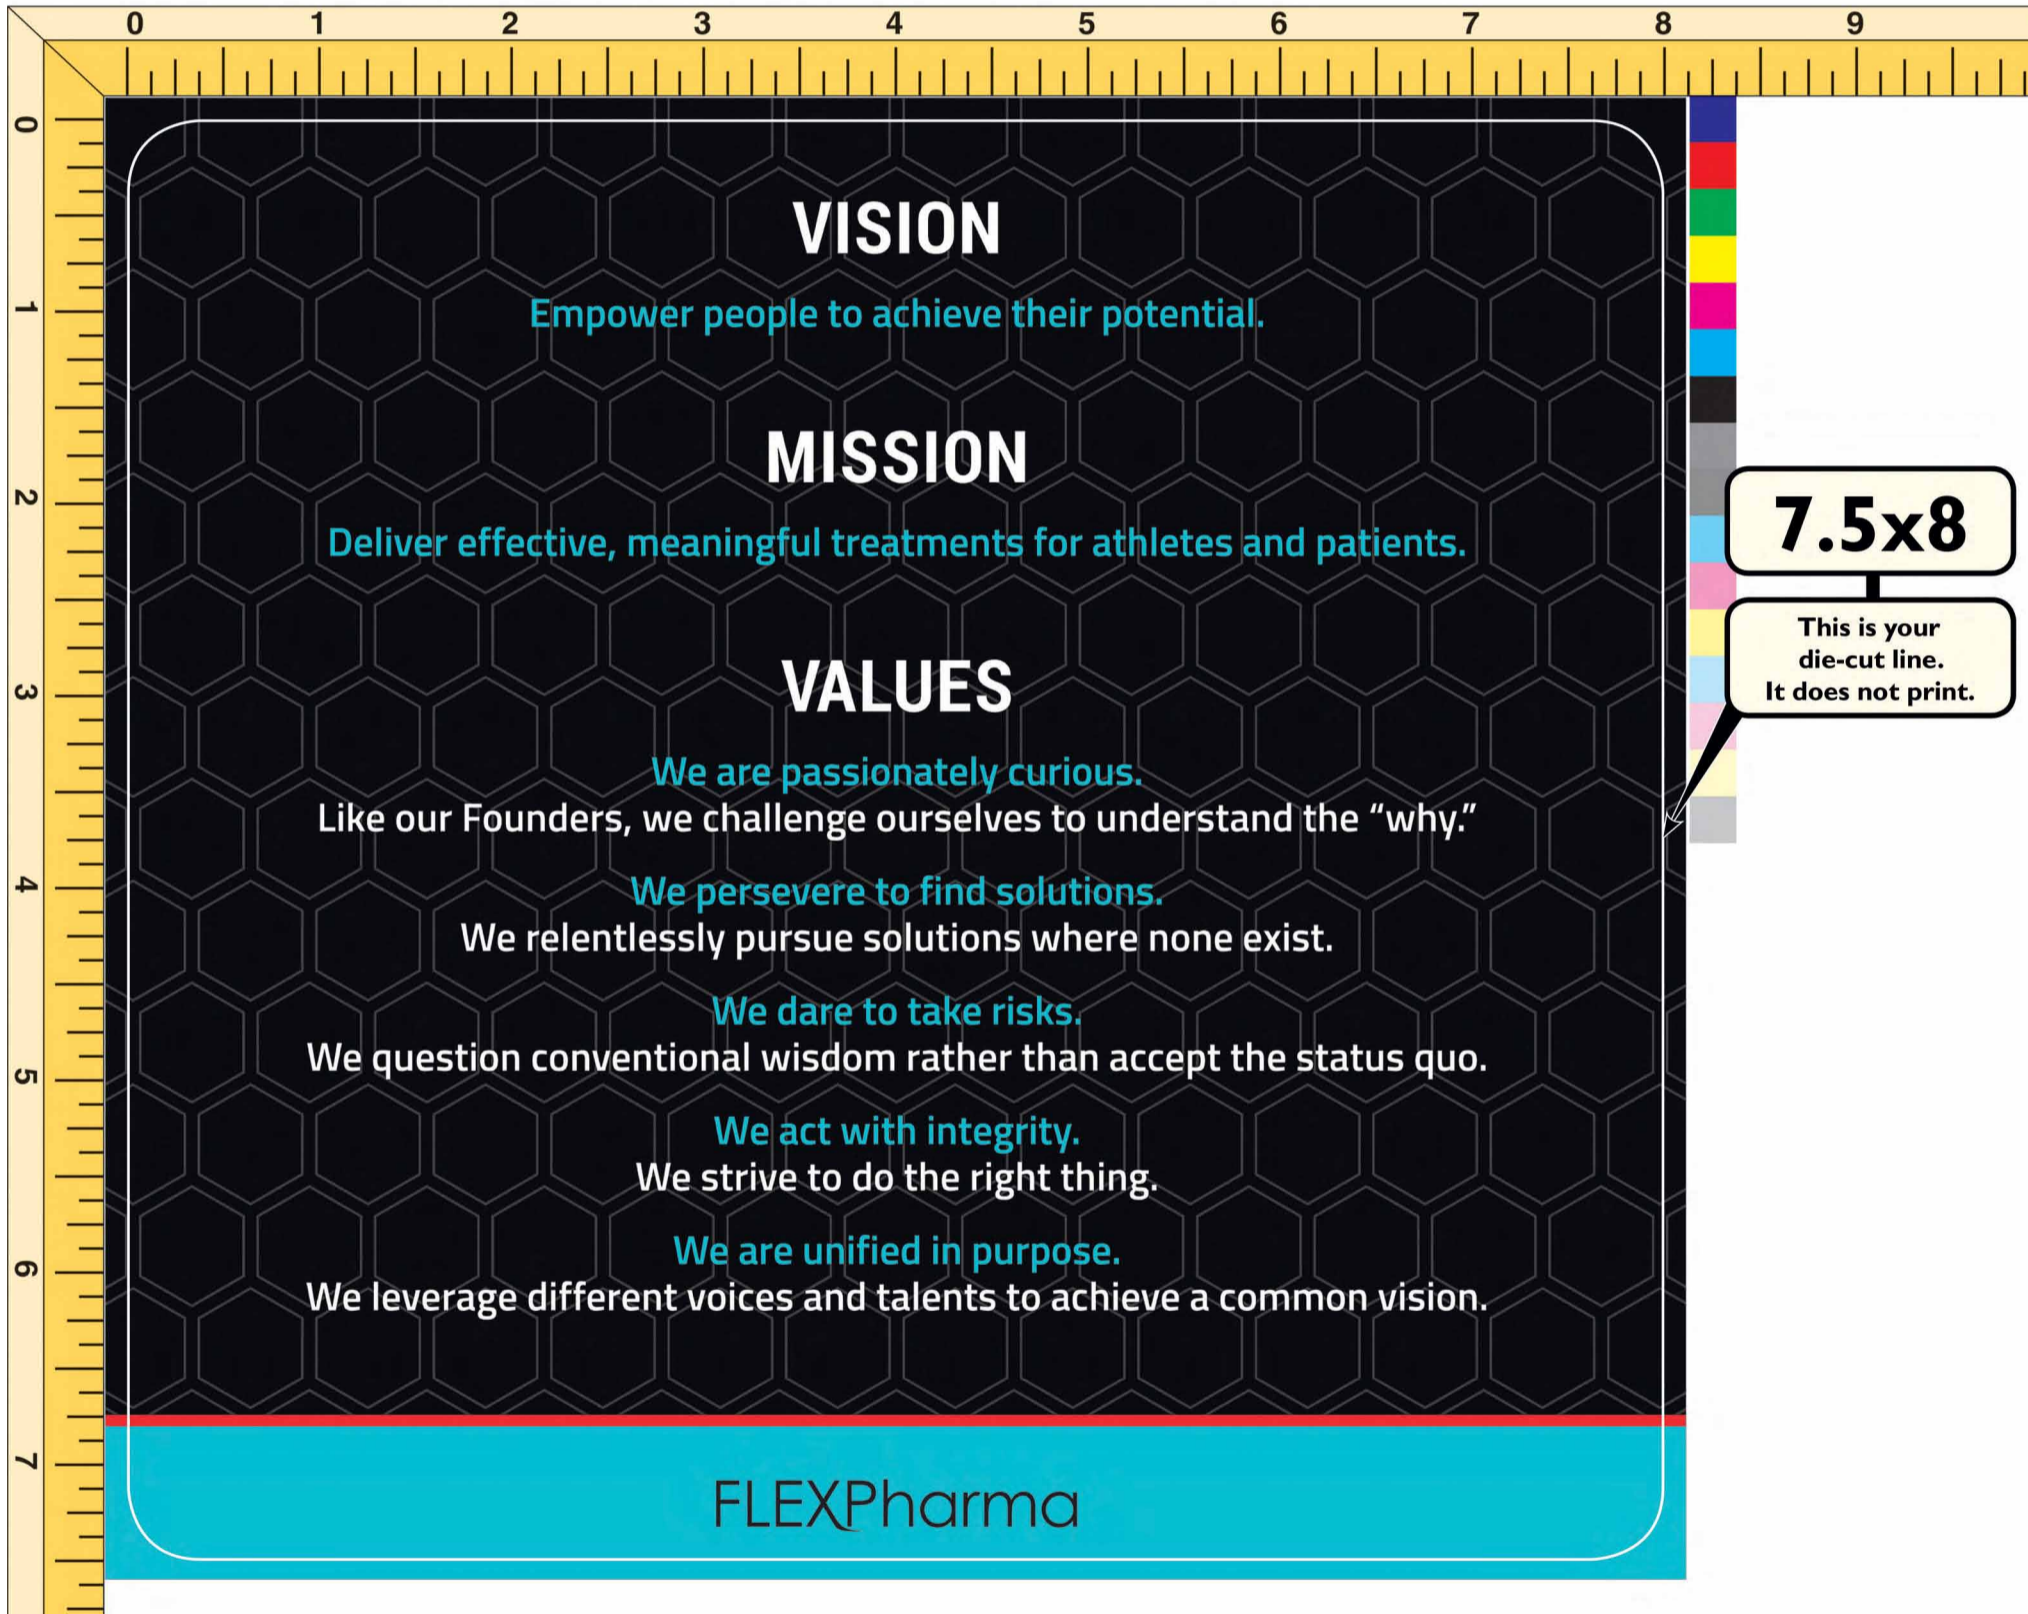 0 1 2 3 4 5 6 7 8 9
0
1
2
3
4
5
6
7
VISION
Empower people to achieve their potential.
MISSION
Deliver effective, meaningful treatments for athletes and patients.
VALUES
We are passionately curious.
Like our Founders, we challenge ourselves to understand the “why.”
We persevere to find solutions.
We relentlessly pursue solutions where none exist.
We dare to take risks.
We question conventional wisdom rather than accept the status quo.
We act with integrity.
We strive to do the right thing.
We are unified in purpose.
We leverage different voices and talents to achieve a common vision.
FLEXPharma
7.5x8
This is your
die-cut line.
It does not print.